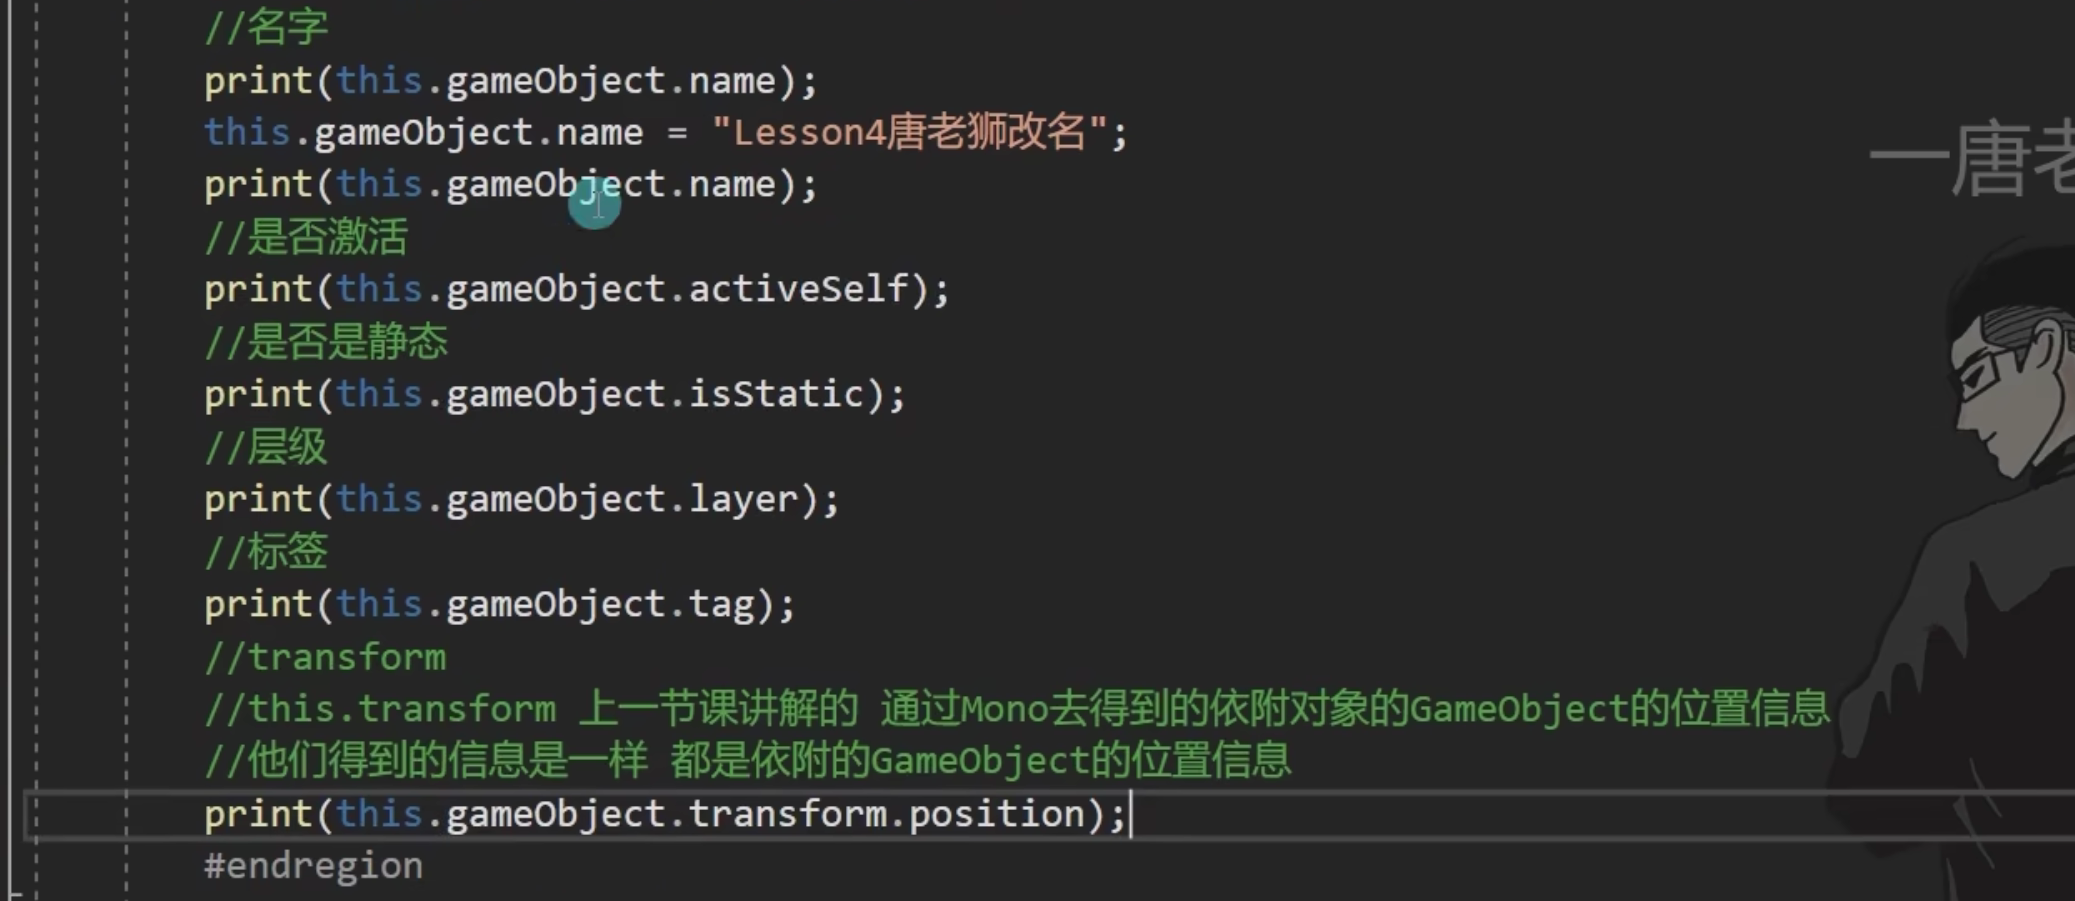 //名字
print(this.gameObject.name);
this.gameObject.name = "Lesson4唐老狮改名";
print(this.gameObject.name);
//是否激活
print(this.gameObject.activeSelf);
//是否是静态
print(this.gameObject.isStatic);
//层级
print(this.gameObject.layer);
//标签
print(this.gameObject.tag);
//transform
//this.transform 上一节课讲解的 通过Mono去得到的依附对象的GameObject的位置信息
//他们得到的信息是一样 都是依附的GameObject的位置信息
print(this.gameObject.transform.position);
#endregion
一唐老